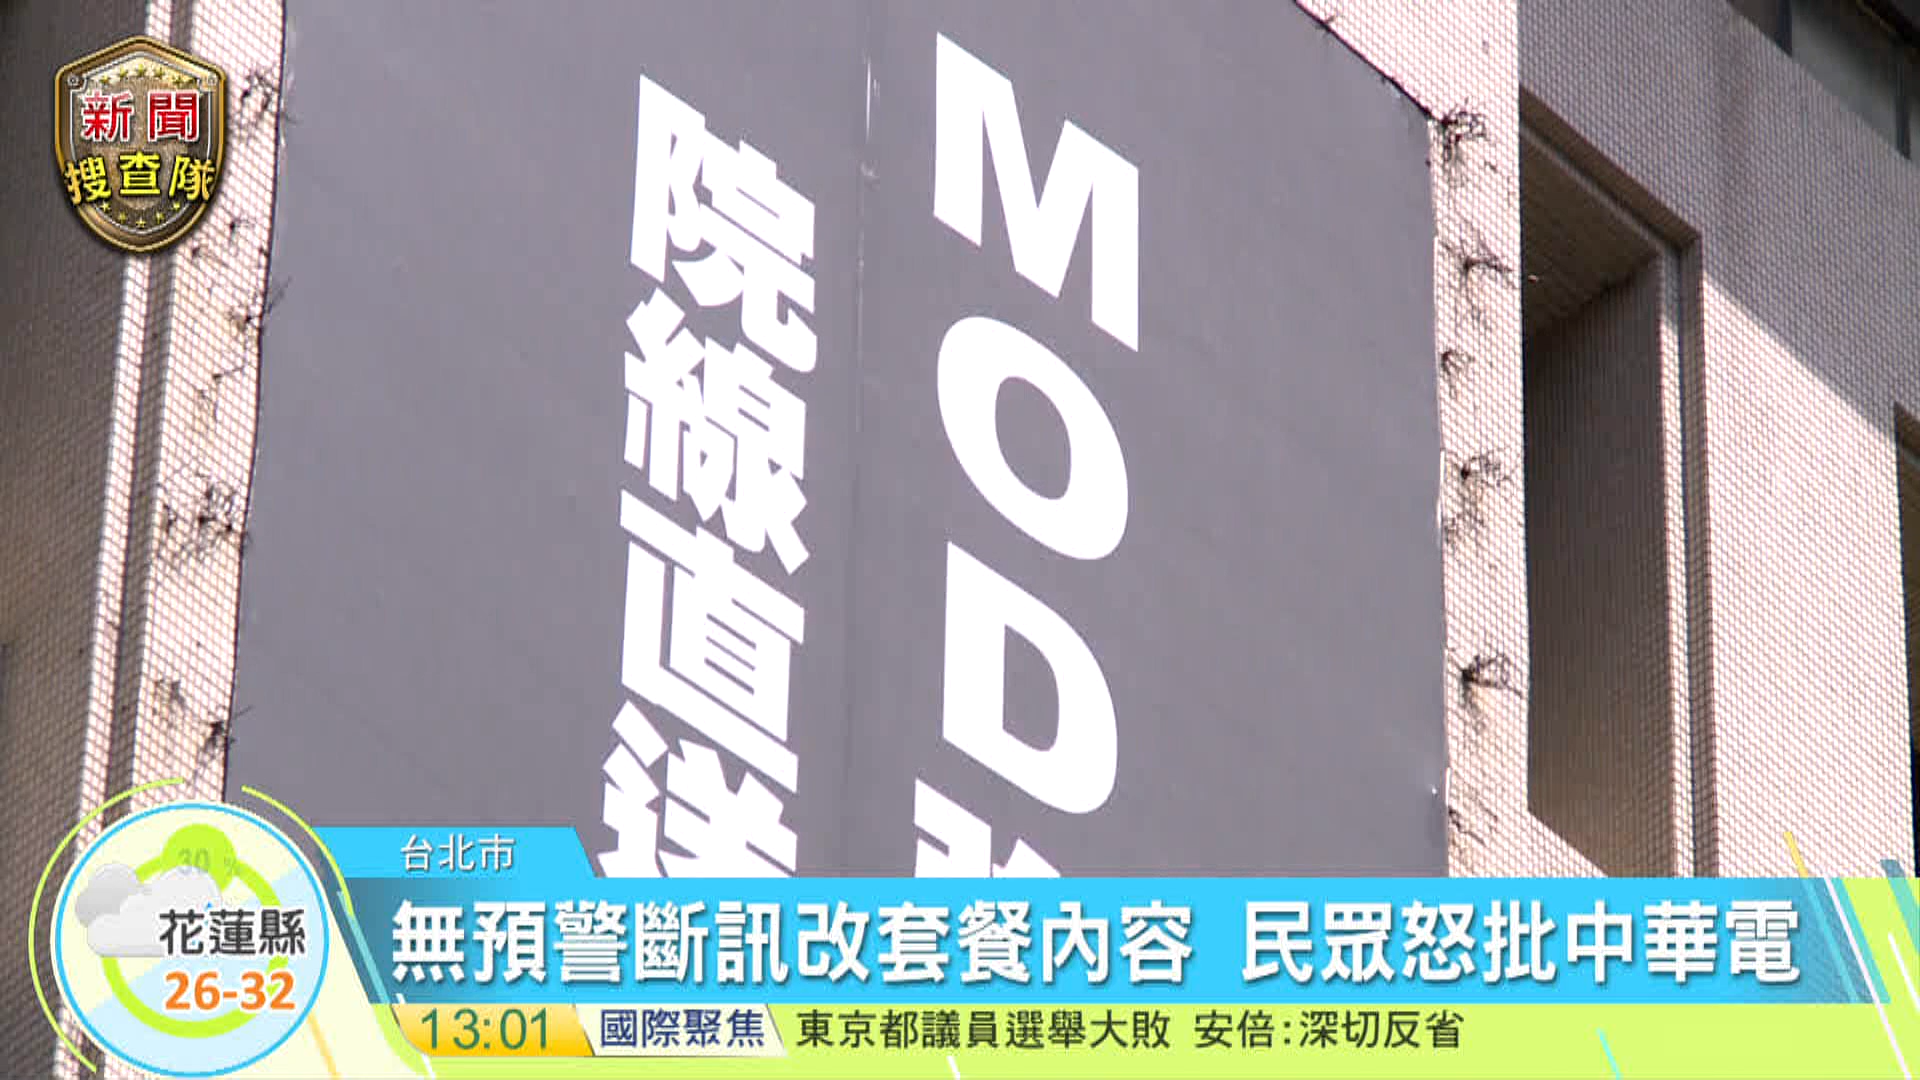 新聞
搜查隊
MOD
院線直送
台北市
無預警斷訊改套餐內容 民眾怒批中華電
30 %
花蓮縣
26-32
13:01 國際聚焦 東京都議員選舉大敗 安倍:深切反省